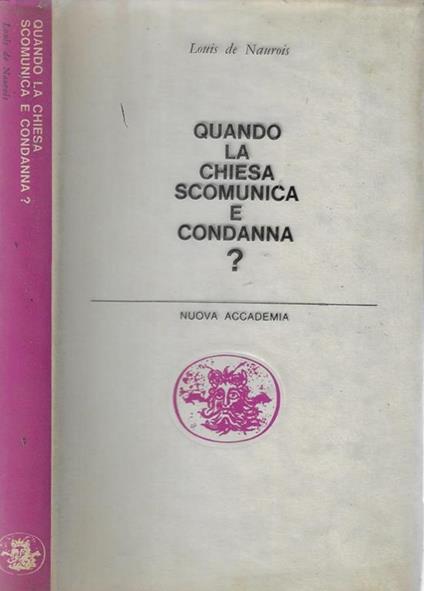 Louis de Naurois
QUANDO LA CHIESA
SCOMUNICA E CONDANNA?
Louis de Naurois
QUANDO
LA
CHIESA
SCOMUNICA
E
CONDANNA
?
NUOVA ACCADEMIA